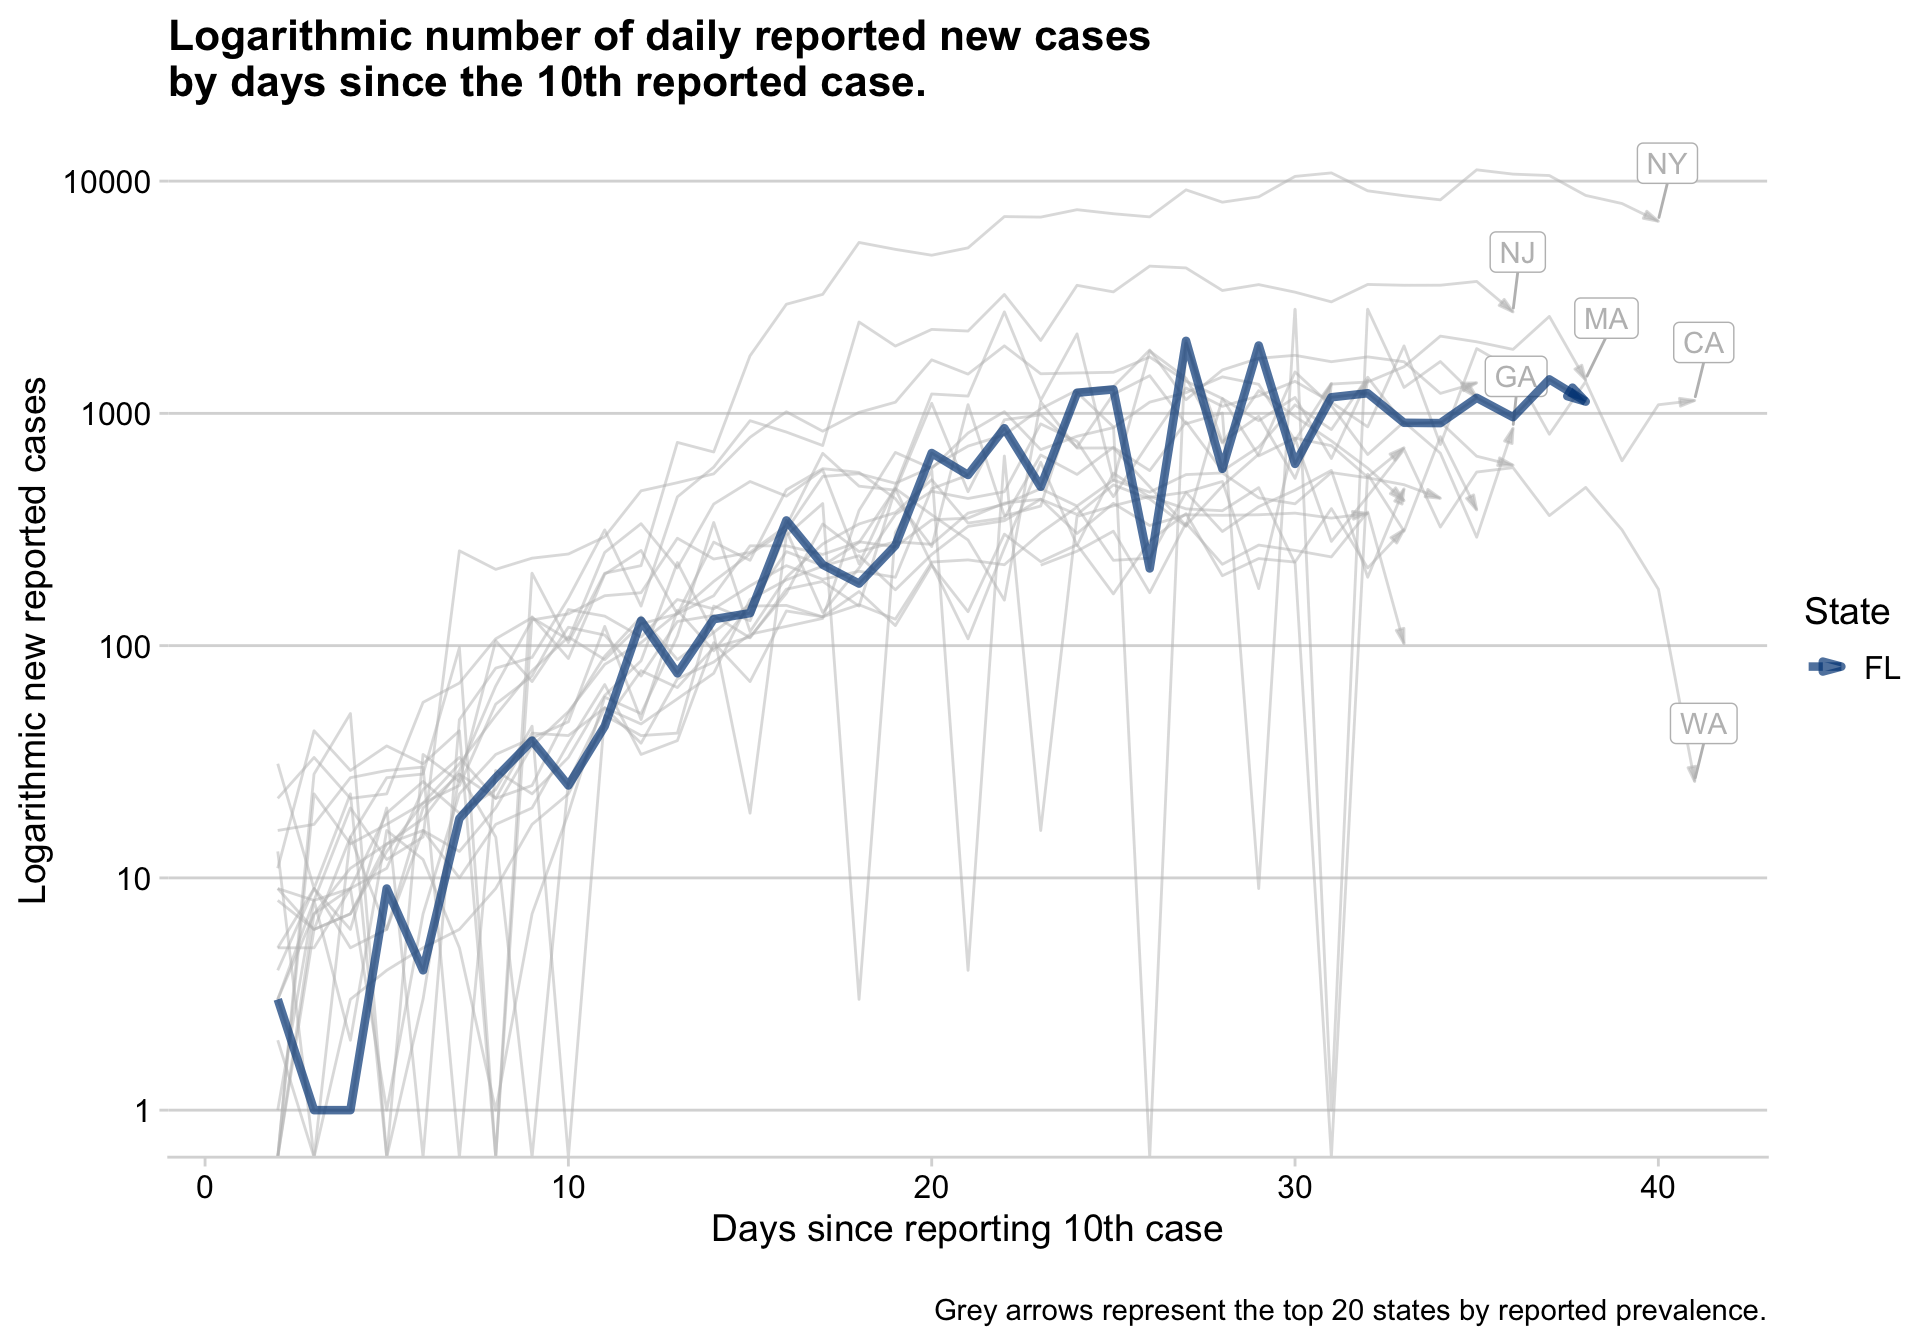 Logarithmic number of daily reported new cases
by days since the 10th reported case.
Logarithmic new reported cases
10000
1000
100
10
1
NY
NJ
MA
CA
GA
WA
State
FL
0
10
20
30
40
Days since reporting 10th case
Grey arrows represent the top 20 states by reported prevalence.